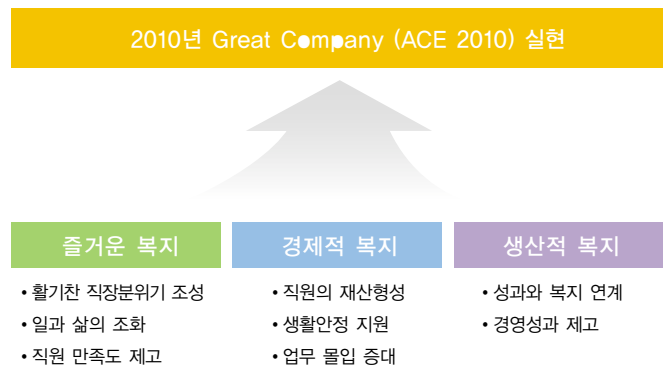 2010년 Great Company (ACE 2010) 실현
즐거운 복지
• 활기찬 직장분위기 조성
• 일과 삶의 조화
• 직원 만족도 제고
경제적 복지
• 직원의 재산형성
• 생활안정 지원
• 업무 몰입 증대
생산적 복지
• 성과와 복지 연계
• 경영성과 제고